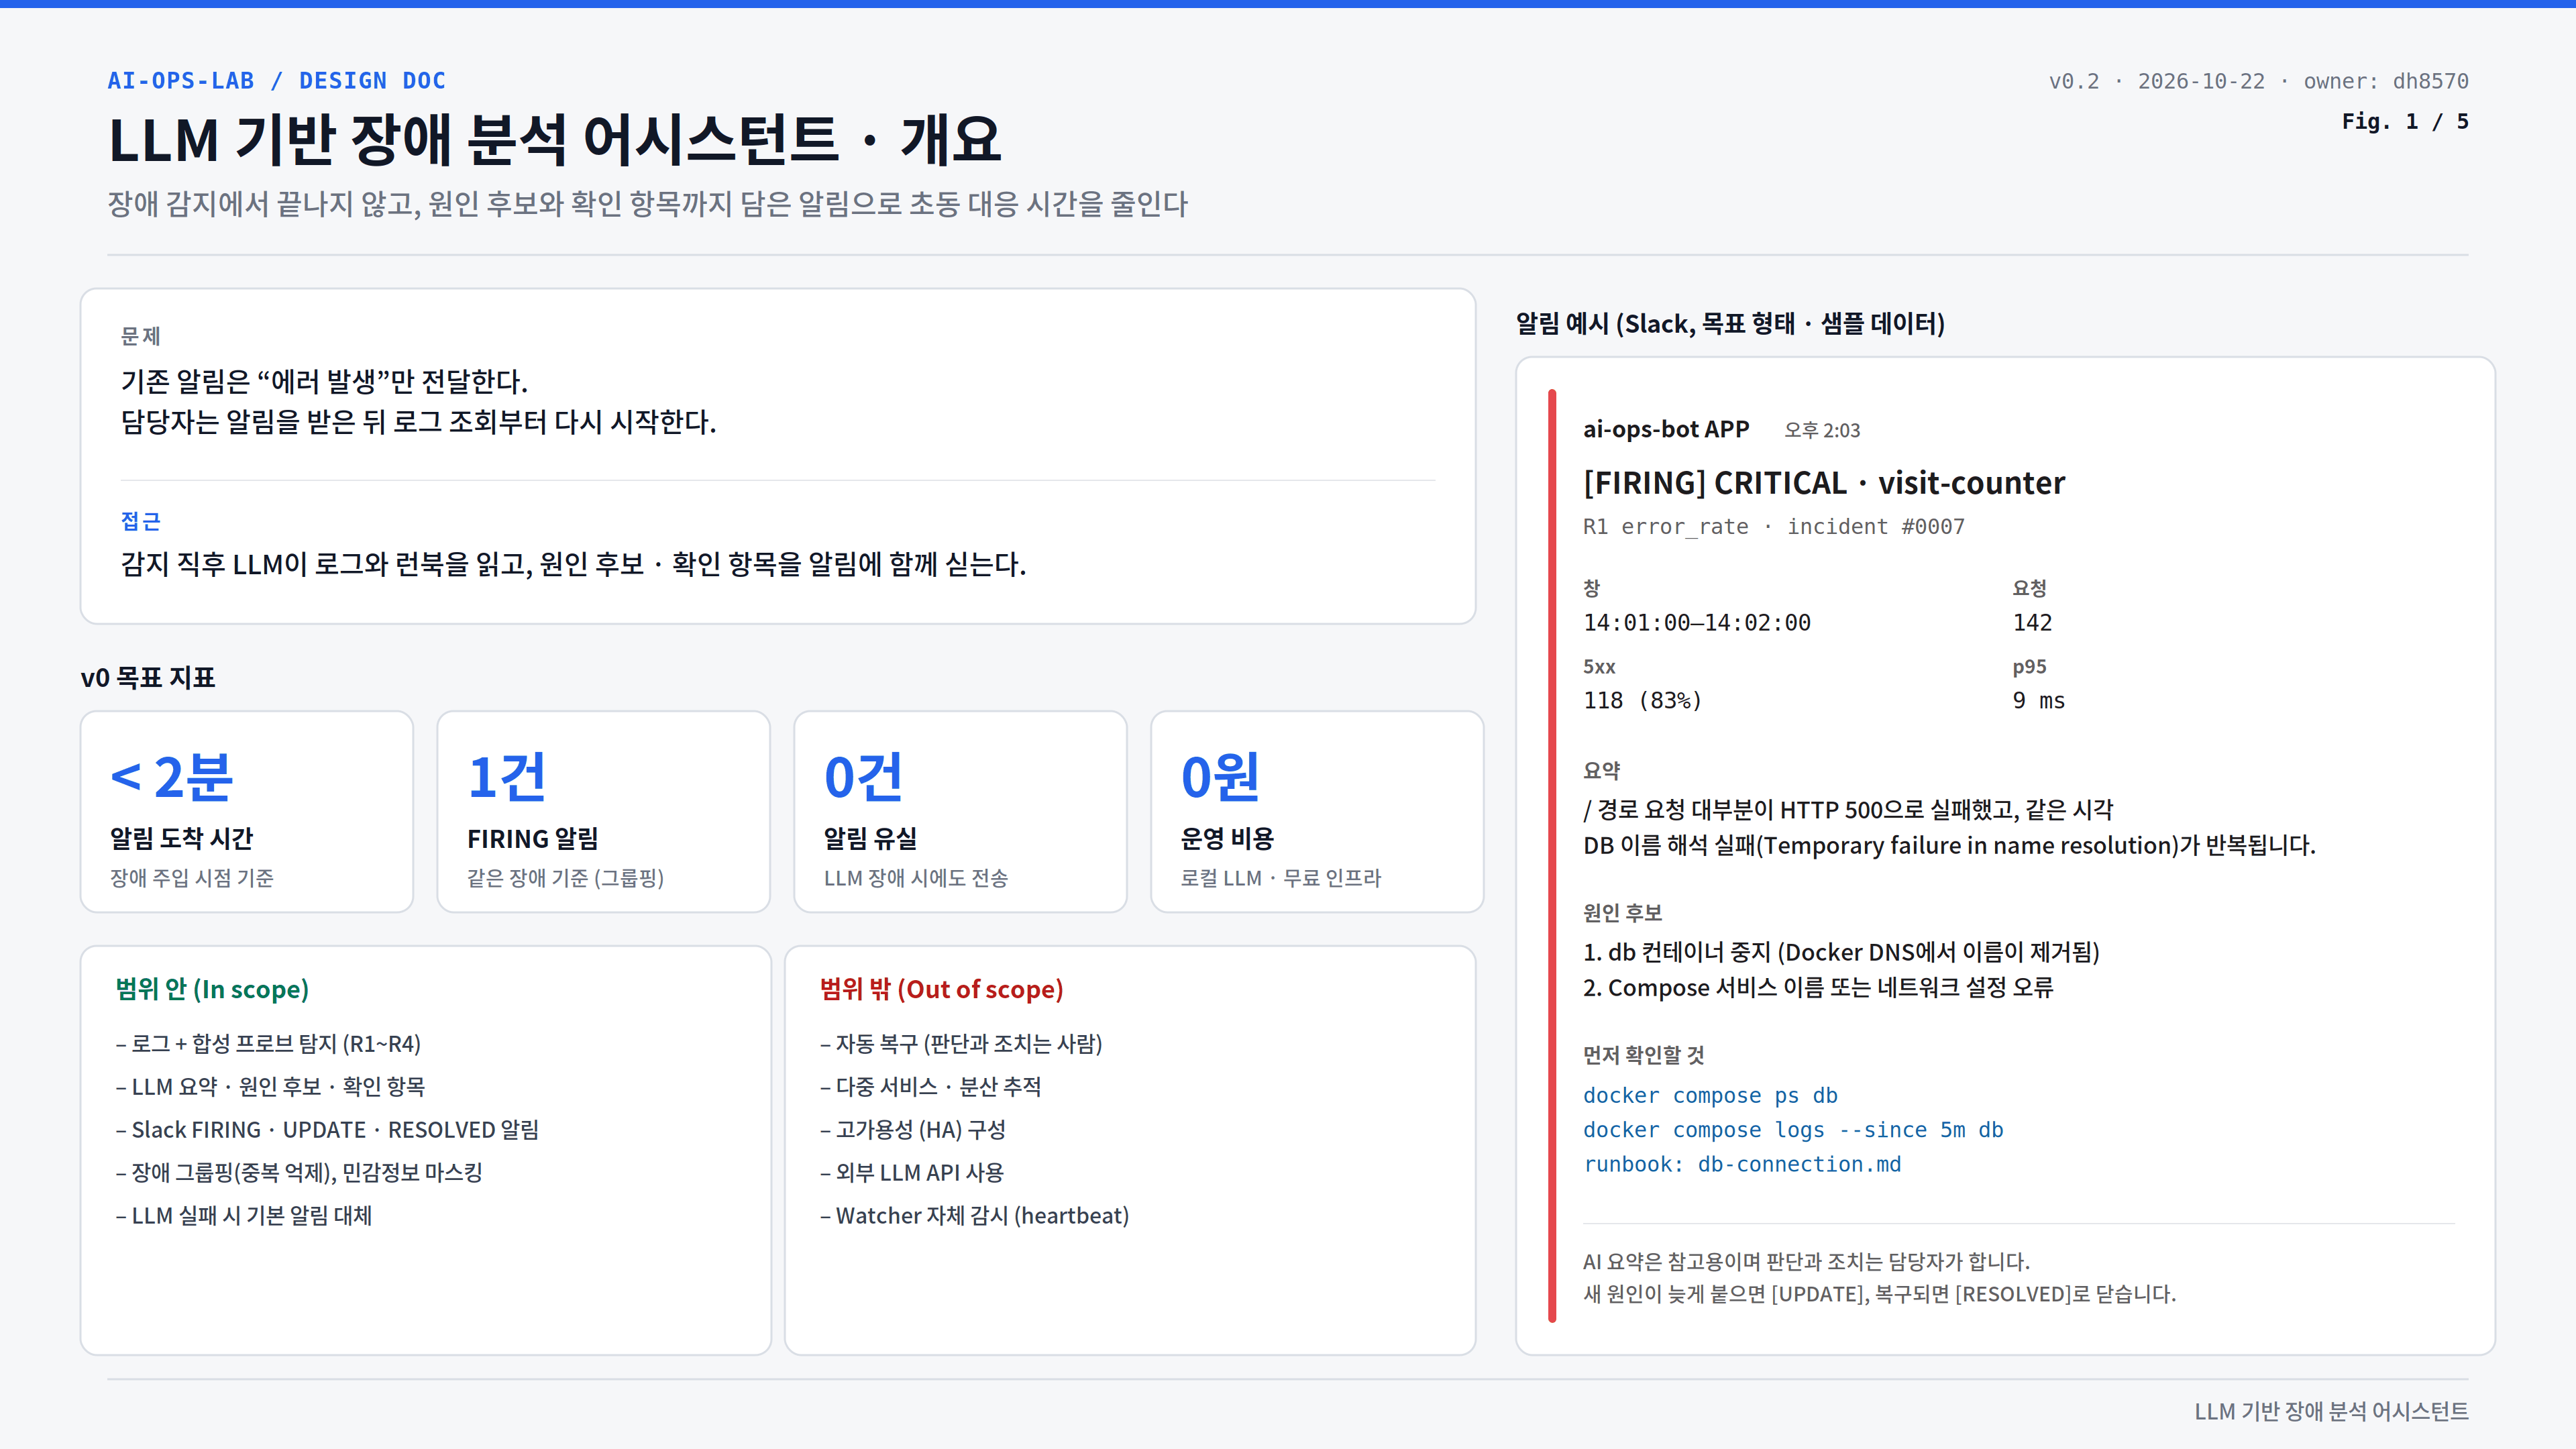 AI-OPS-LAB / DESIGN DOC
v0.2 · 2026-10-22 · owner: dh8570
Fig. 1 / 5
LLM 기반 장애 분석 어시스턴트 · 개요
장애 감지에서 끝나지 않고, 원인 후보와 확인 항목까지 담은 알림으로 초동 대응 시간을 줄인다
문제
기존 알림은 “에러 발생”만 전달한다.
담당자는 알림을 받은 뒤 로그 조회부터 다시 시작한다.
접근
감지 직후 LLM이 로그와 런북을 읽고, 원인 후보 · 확인 항목을 알림에 함께 싣는다.
v0 목표 지표
< 2분
알림 도착 시간
장애 주입 시점 기준
1건
FIRING 알림
같은 장애 기준 (그룹핑)
0건
알림 유실
LLM 장애 시에도 전송
0원
운영 비용
로컬 LLM · 무료 인프라
범위 안 (In scope)
– 로그 + 합성 프로브 탐지 (R1~R4)
– LLM 요약 · 원인 후보 · 확인 항목
– Slack FIRING · UPDATE · RESOLVED 알림
– 장애 그룹핑(중복 억제), 민감정보 마스킹
– LLM 실패 시 기본 알림 대체
범위 밖 (Out of scope)
– 자동 복구 (판단과 조치는 사람)
– 다중 서비스 · 분산 추적
– 고가용성 (HA) 구성
– 외부 LLM API 사용
– Watcher 자체 감시 (heartbeat)
알림 예시 (Slack, 목표 형태 · 샘플 데이터)
ai-ops-bot APP 오후 2:03
[FIRING] CRITICAL · visit-counter
R1 error_rate · incident #0007
창 요청
14:01:00–14:02:00 142
5xx p95
118 (83%) 9 ms
요약
/ 경로 요청 대부분이 HTTP 500으로 실패했고, 같은 시각
DB 이름 해석 실패(Temporary failure in name resolution)가 반복됩니다.
원인 후보
1. db 컨테이너 중지 (Docker DNS에서 이름이 제거됨)
2. Compose 서비스 이름 또는 네트워크 설정 오류
먼저 확인할 것
docker compose ps db
docker compose logs --since 5m db
runbook: db-connection.md
AI 요약은 참고용이며 판단과 조치는 담당자가 합니다.
새 원인이 늦게 붙으면 [UPDATE], 복구되면 [RESOLVED]로 닫습니다.
LLM 기반 장애 분석 어시스턴트